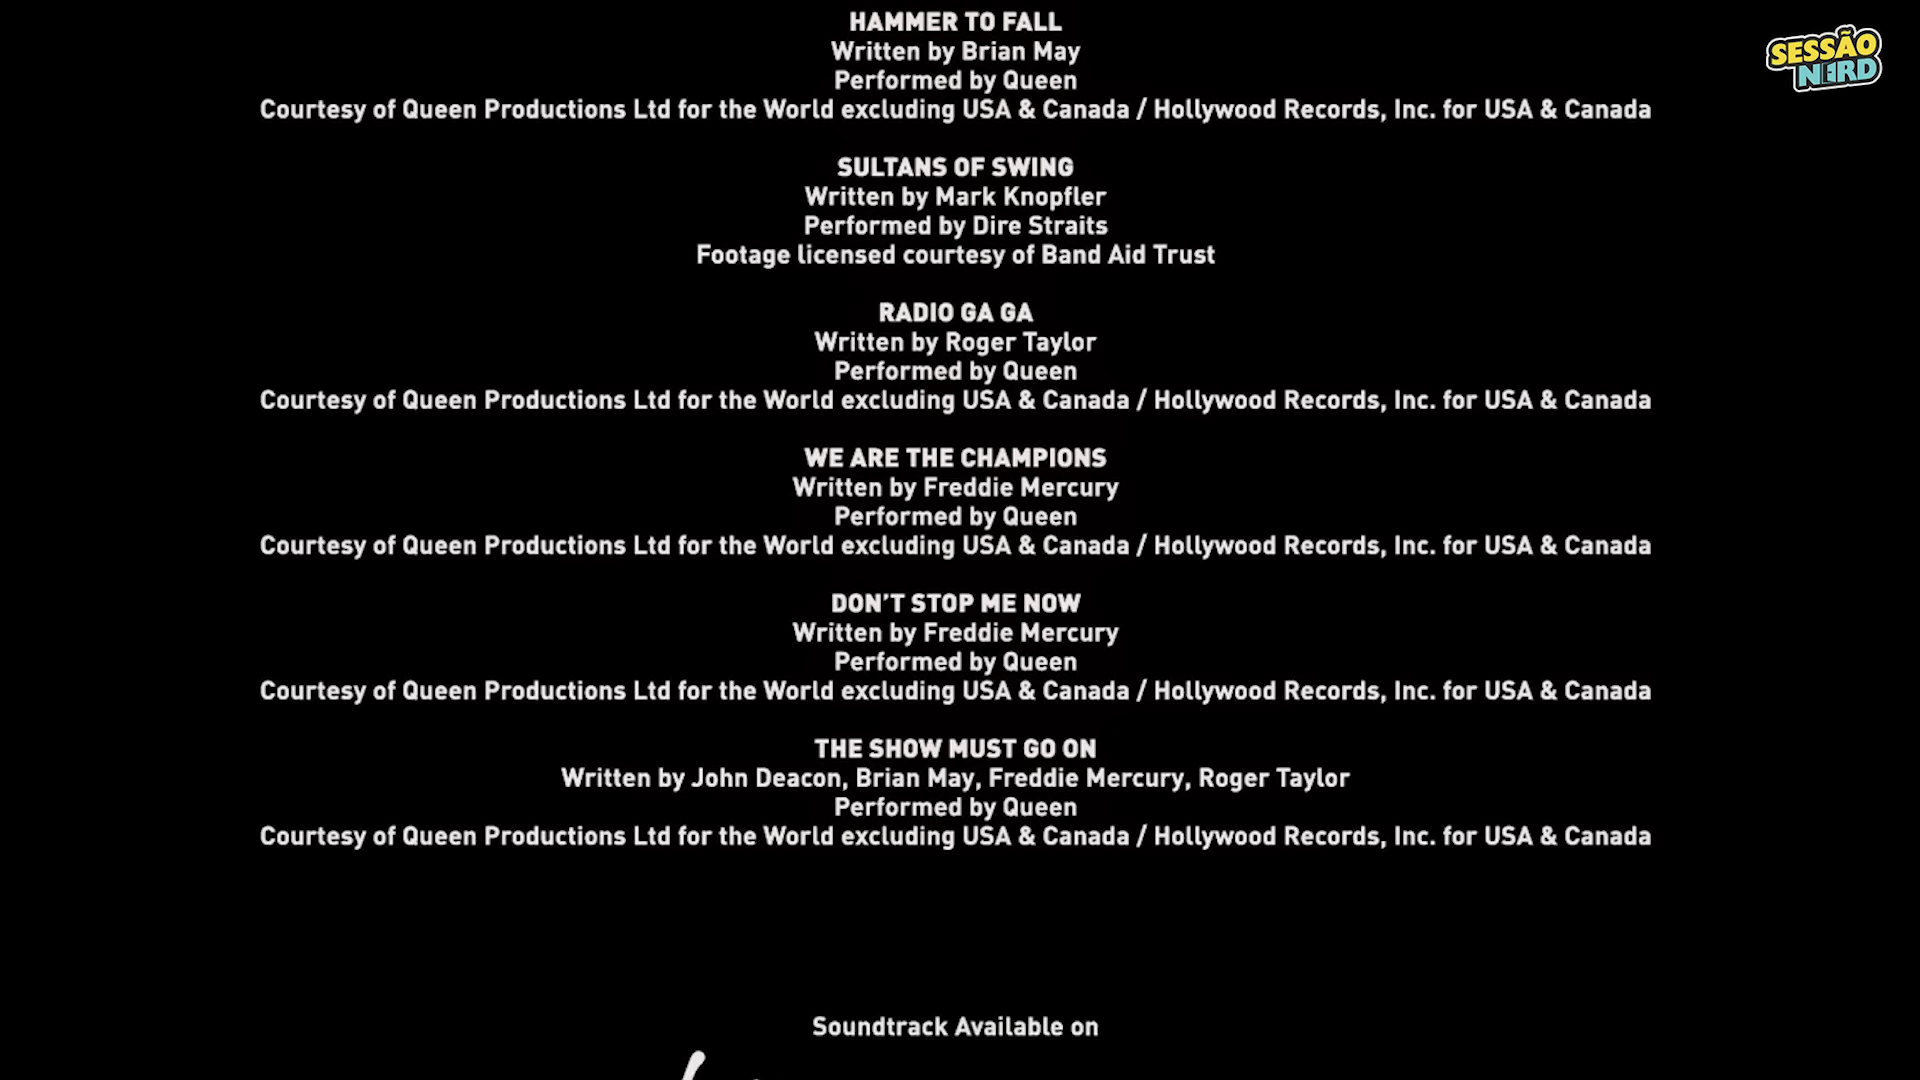 HAMMER TO FALL
Written by Brian May
Performed by Queen
Courtesy of Queen Productions Ltd for the World excluding USA & Canada / Hollywood Records, Inc. for USA & Canada
SULTANS OF SWING
Written by Mark Knopfler
Performed by Dire Straits
Footage licensed courtesy of Band Aid Trust
RADIO GA GA
Written by Roger Taylor
Performed by Queen
Courtesy of Queen Productions Ltd for the World excluding USA & Canada / Hollywood Records, Inc. for USA & Canada
WE ARE THE CHAMPIONS
Written by Freddie Mercury
Performed by Queen
Courtesy of Queen Productions Ltd for the World excluding USA & Canada / Hollywood Records, Inc. for USA & Canada
DON'T STOP ME NOW
Written by Freddie Mercury
Performed by Queen
Courtesy of Queen Productions Ltd for the World excluding USA & Canada / Hollywood Records, Inc. for USA & Canada
THE SHOW MUST GO ON
Written by John Deacon, Brian May, Freddie Mercury, Roger Taylor
Performed by Queen
Courtesy of Queen Productions Ltd for the World excluding USA & Canada / Hollywood Records, Inc. for USA & Canada
Soundtrack Available on
SESSÃO
NERD